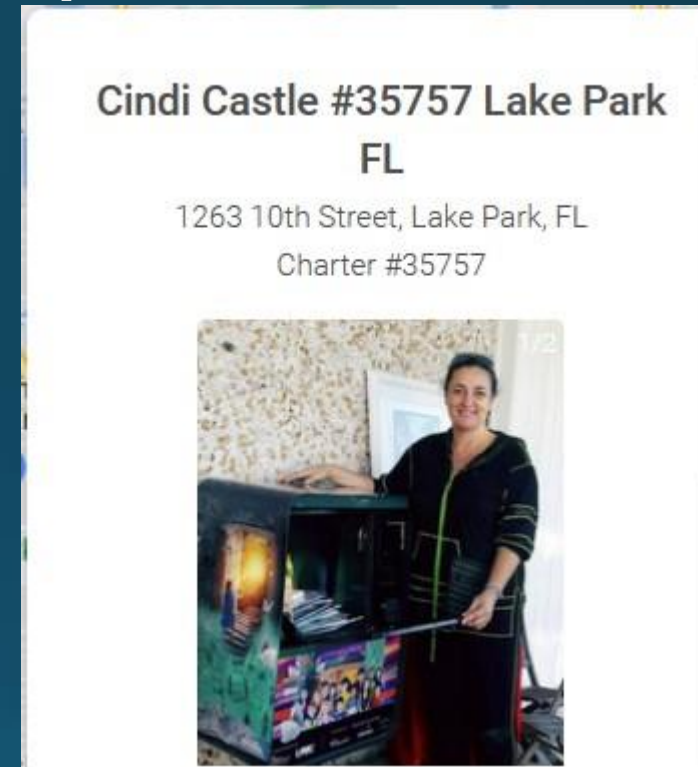 Cindi Castle #35757 Lake Park
FL
1263 10th Street, Lake Park, FL
Charter #35757
1/2